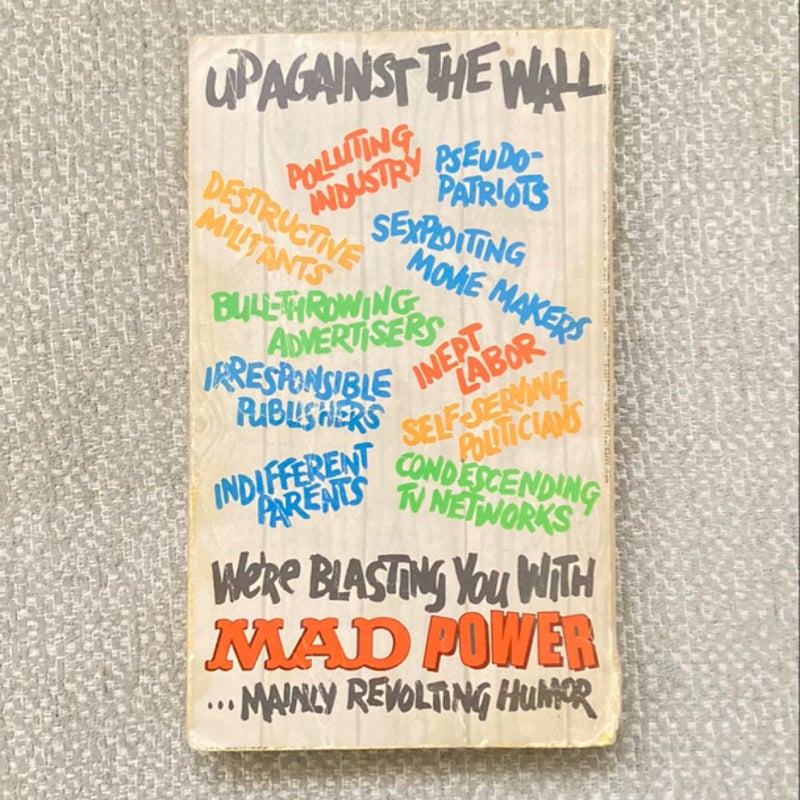 UP AGAINST THE WALL
POLLUTING
INDUSTRY
PSEUDO-
PATRIOTS
DESTRUCTIVE
MILITANTS
SEXPLOITING
MOVIE MAKERS
BULL-THROWING
ADVERTISERS
INEPT
LABOR
IRRESPONSIBLE
PUBLISHERS
SELF-SERVING
POLITICIANS
INDIFFERENT
PARENTS
CONDESCENDING
TV NETWORKS
We're BLASTING YOU WITH
MAD POWER
...MAINLY REVOLTING HUMOR